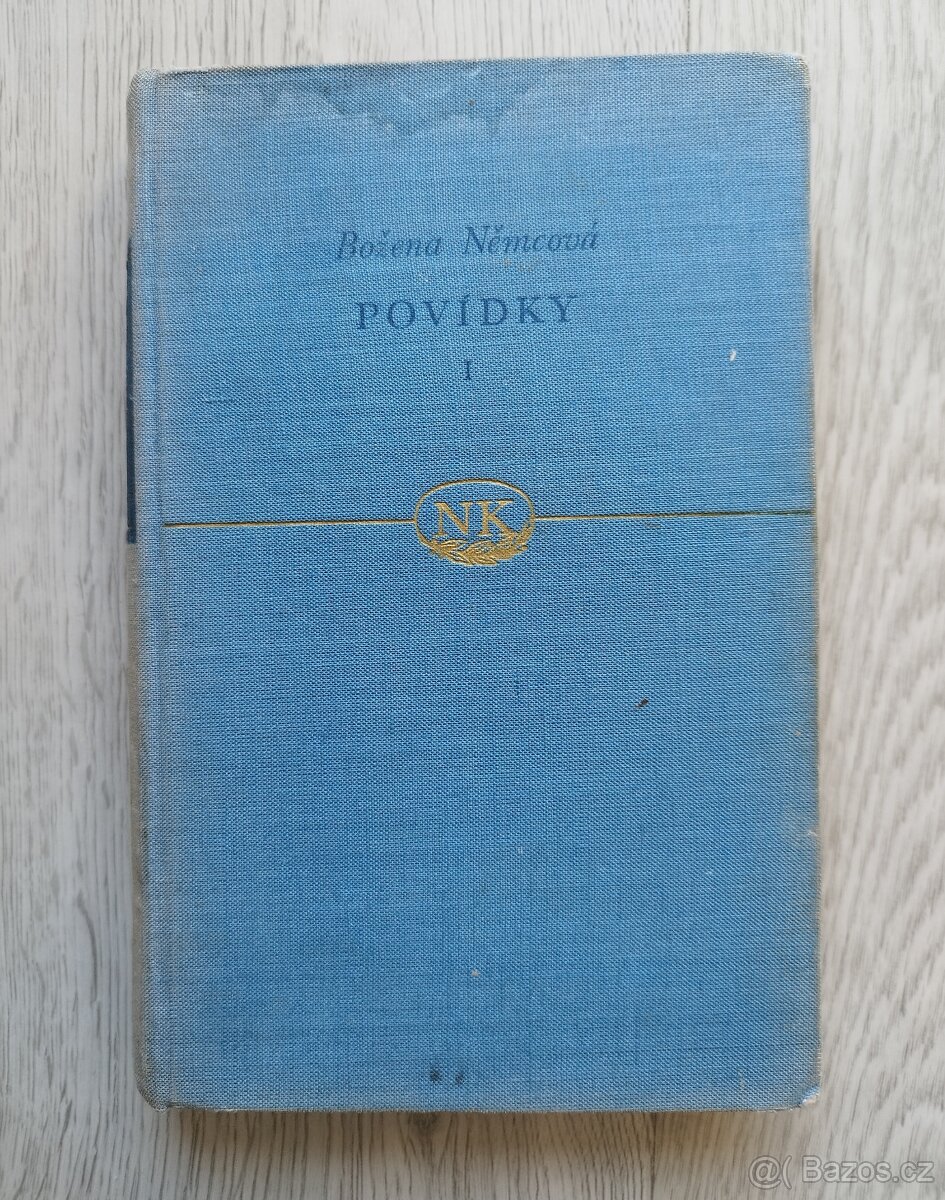 Božena Němcová
POVÍDKY
I
NK
@( Bazos.cz